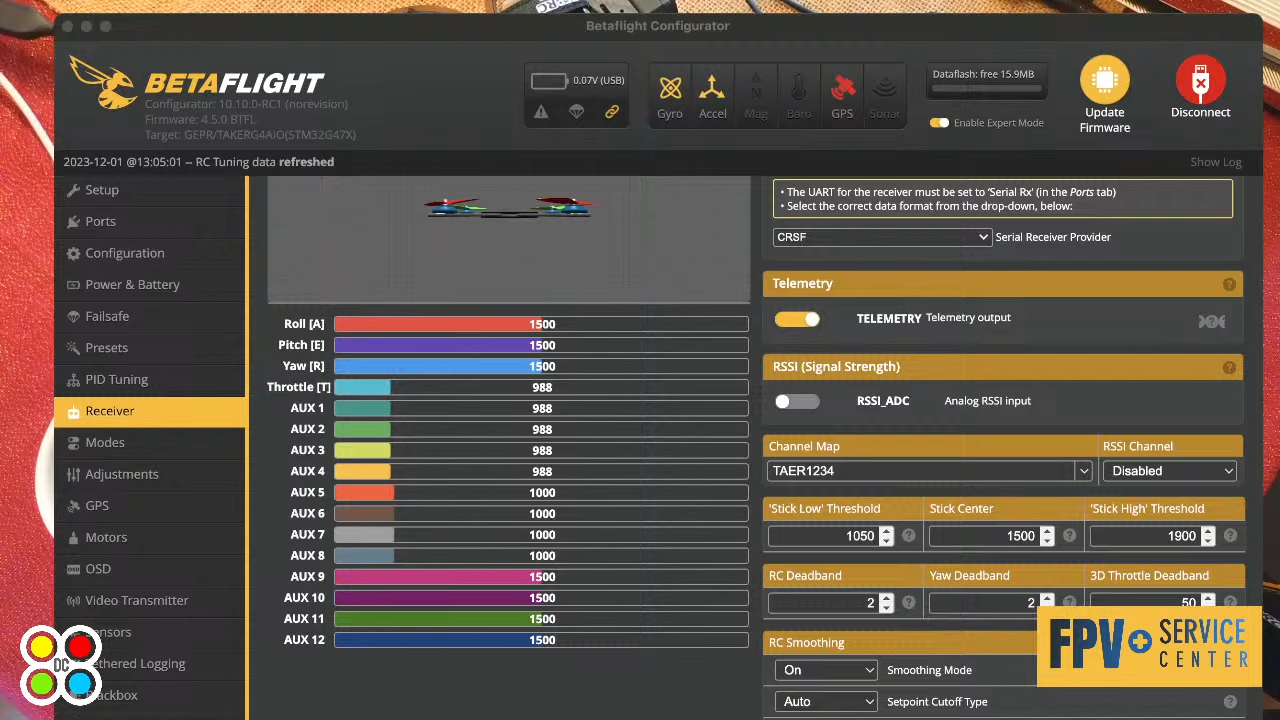 Betaflight Configurator
BETAFLIGHT
Configurator: 10.10.0-RC1 (norevision)
Firmware: 4.5.0 BTFL
Target: GEPR/TAKERG4AIO(STM32G47X)
0.07V (USB)
Gyro
Accel
Mag
Baro
GPS
Sonar
Dataflash: free 15.9MB
Enable Expert Mode
Update
Firmware
Disconnect
2023-12-01 @13:05:01 -- RC Tuning data refreshed
Show Log
Setup
Ports
Configuration
Power & Battery
Failsafe
Presets
PID Tuning
Receiver
Modes
Adjustments
GPS
Motors
OSD
Video Transmitter
ensors
ethered Logging
lackbox
Roll [A] 1500
Pitch [E] 1500
Yaw [R] 1500
Throttle [T] 988
AUX 1 988
AUX 2 988
AUX 3 988
AUX 4 988
AUX 5 1000
AUX 6 1000
AUX 7 1000
AUX 8 1000
AUX 9 1500
AUX 10 1500
AUX 11 1500
AUX 12 1500
• The UART for the receiver must be set to 'Serial Rx' (in the Ports tab)
• Select the correct data format from the drop-down, below:
CRSF Serial Receiver Provider
Telemetry
TELEMETRY Telemetry output
RSSI (Signal Strength)
RSSI_ADC Analog RSSI input
Channel Map RSSI Channel
TAER1234 Disabled
'Stick Low' Threshold Stick Center 'Stick High' Threshold
1050 1500 1900
RC Deadband Yaw Deadband 3D Throttle Deadband
2 2 50
RC Smoothing
On Smoothing Mode
Auto Setpoint Cutoff Type
DC
FPV+ SERVICE
CENTER